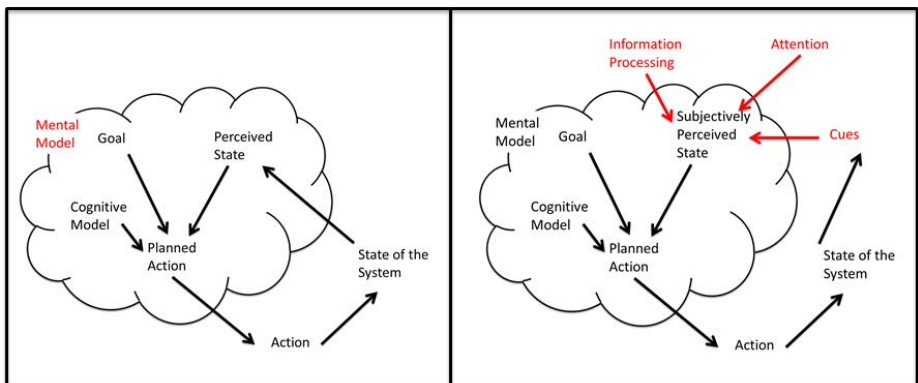 Mental
Model
Goal
Perceived
State
Cognitive
Model
Planned
Action
State of the
System
Action
Information
Processing
Attention
Mental
Model
Goal
Subjectively
Perceived
State
Cues
Cognitive
Model
Planned
Action
State of the
System
Action